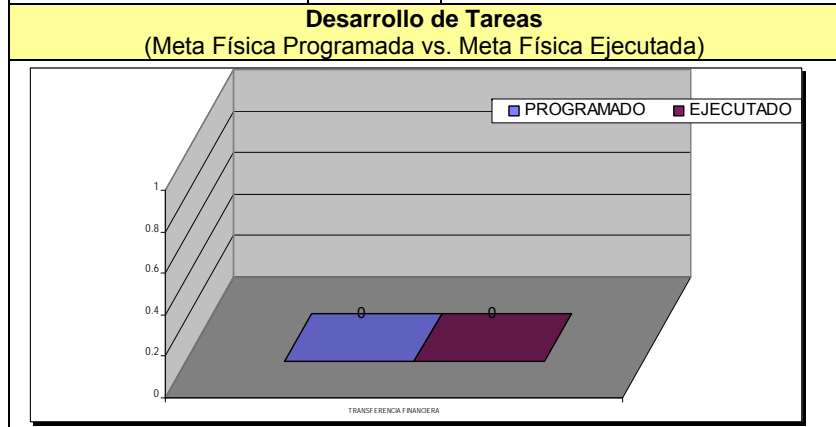 Desarrollo de Tareas
(Meta Física Programada vs. Meta Física Ejecutada)
PROGRAMADO EJECUTADO
1
0.8
0.6
0.4
0.2
0
0 0
TRANSFERENCIA FINANCIERA